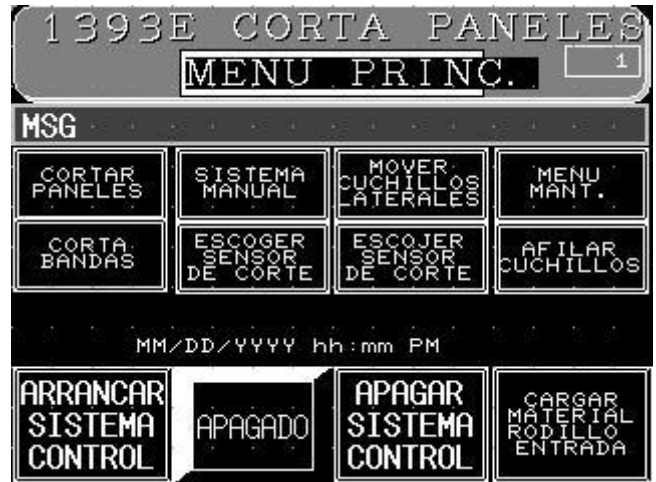 1393E CORTA PANELES
MENU PRINC.
1
MSG
CORTAR
PANELES
SISTEMA
MANUAL
MOVER
CUCHILLOS
LATERALES
MENU
MANT.
CORTA
BANDAS
ESCOGER
SENSOR
DE CORTE
ESCOJER
SENSOR
DE CORTE
AFILAR
CUCHILLOS
MM/DD/YYYY hh:mm PM
ARRANCAR
SISTEMA
CONTROL
APAGADO
APAGAR
SISTEMA
CONTROL
CARGAR
MATERIAL
RODILLO
ENTRADA